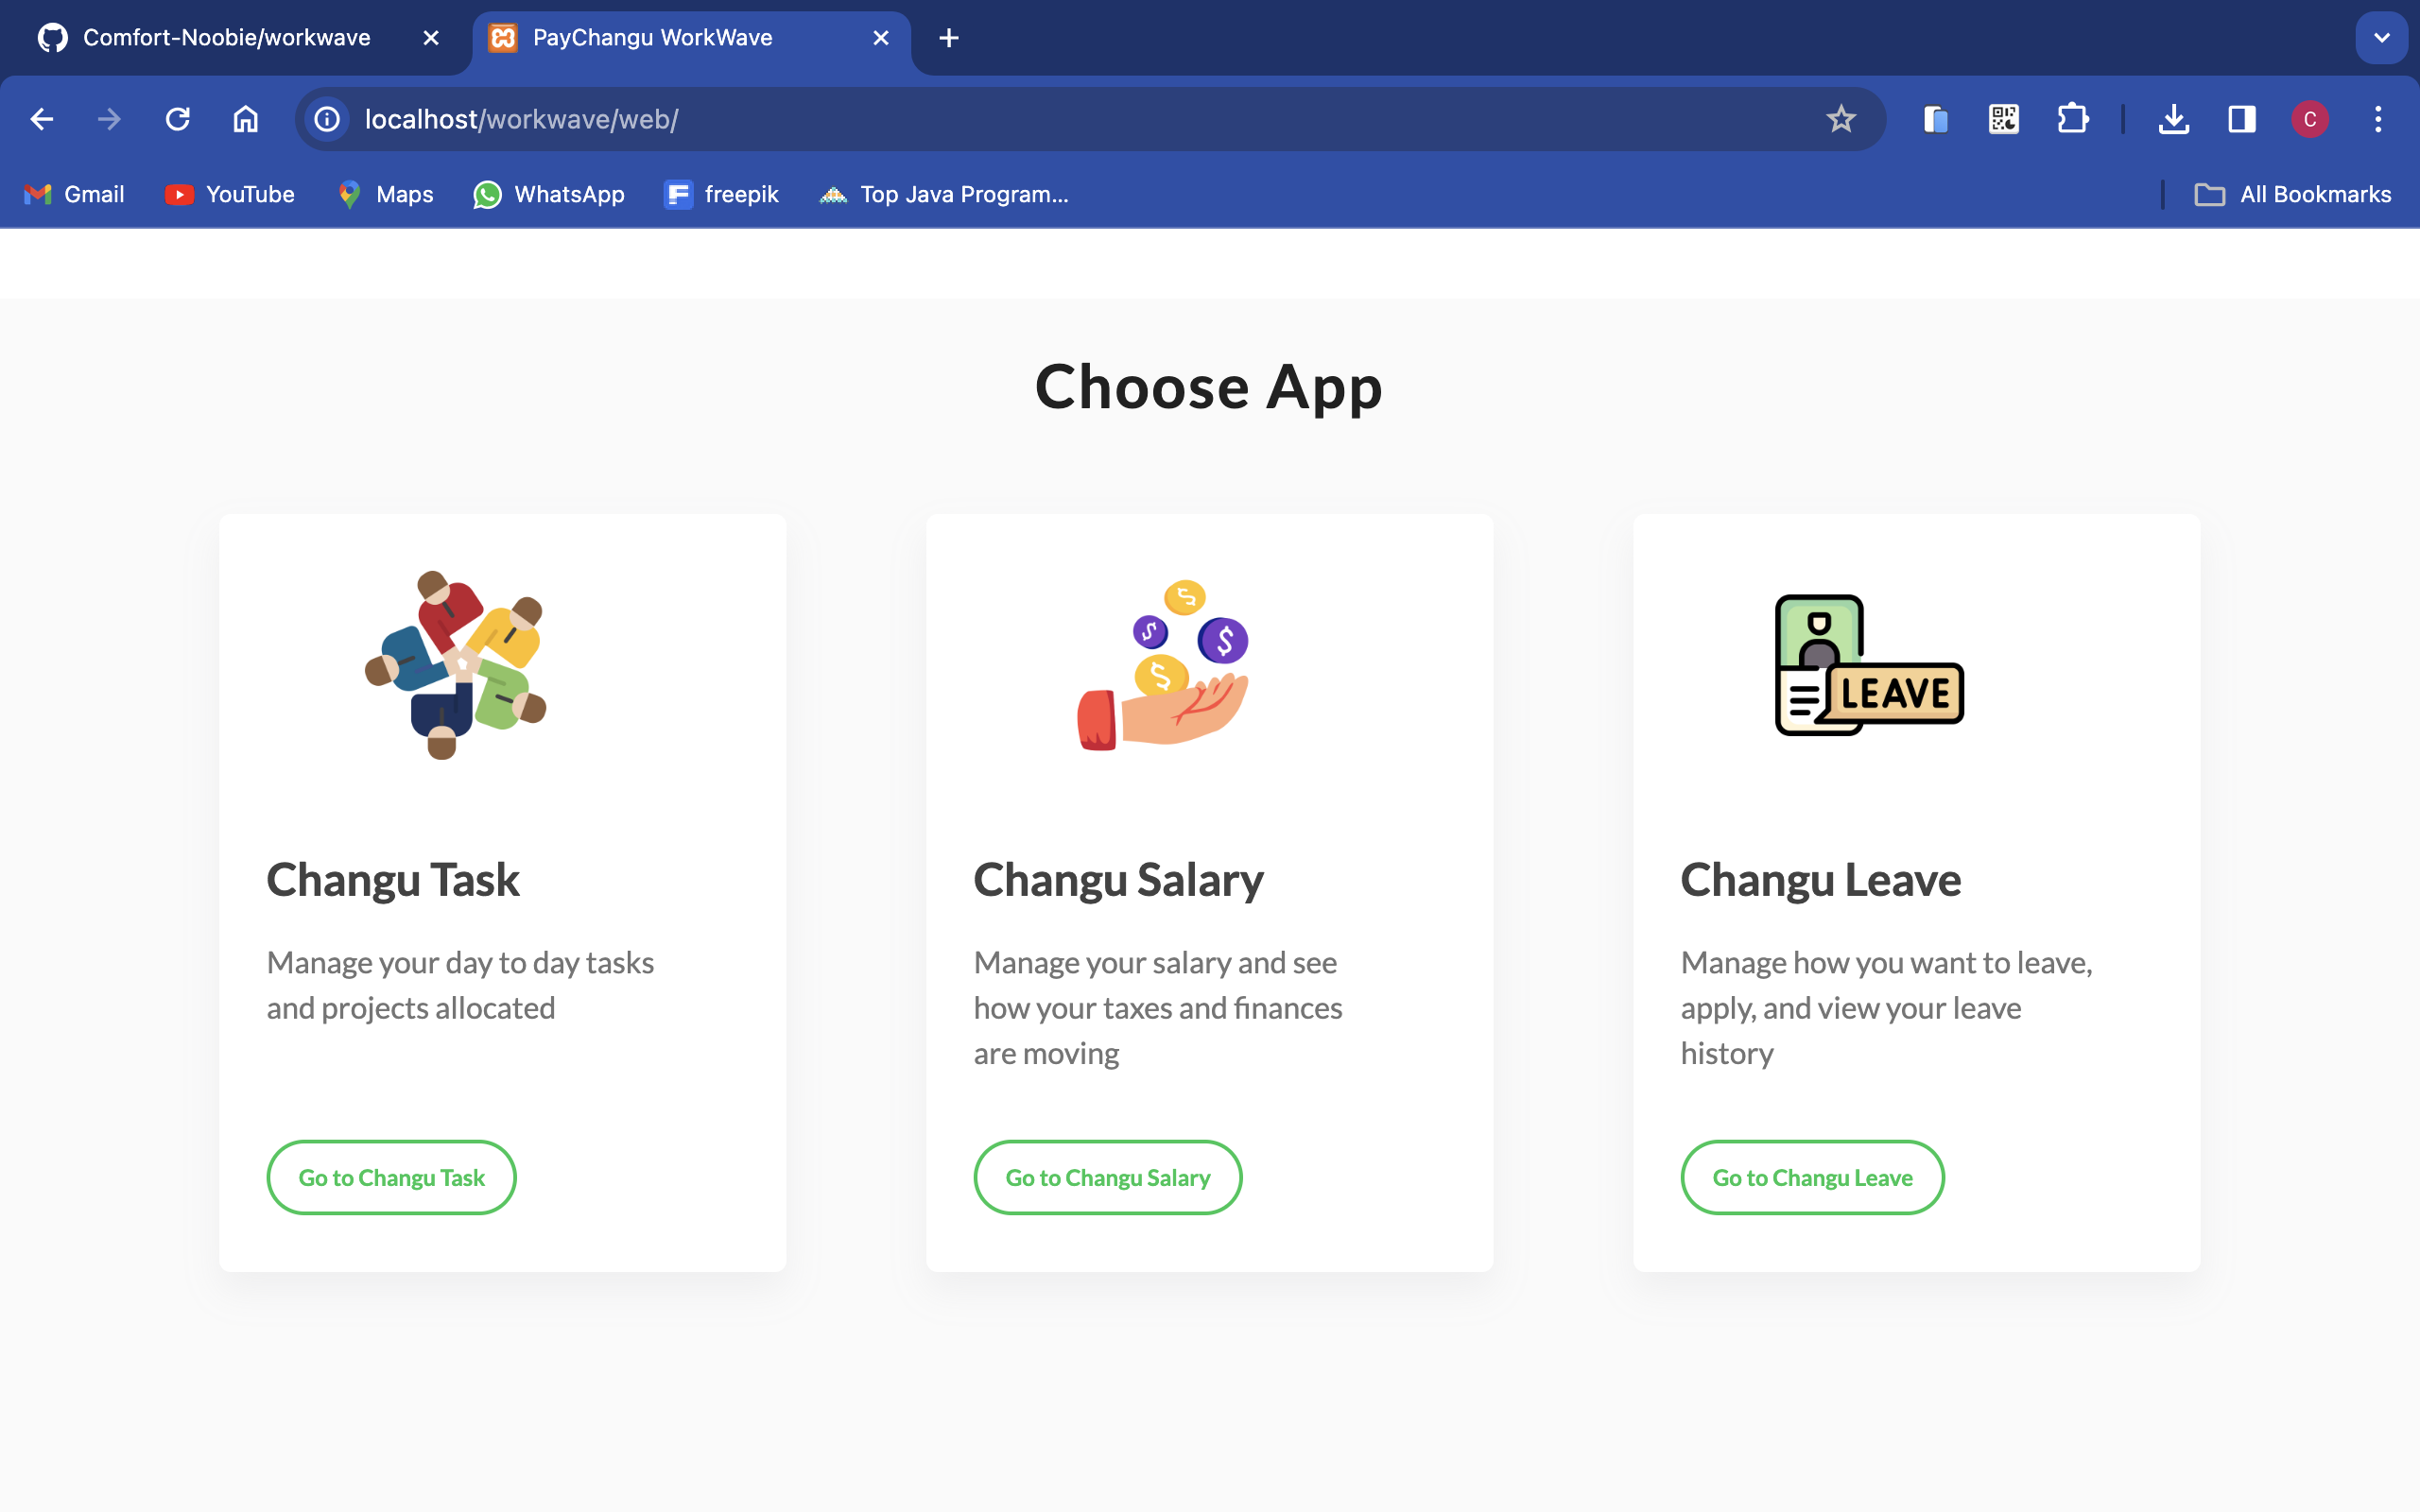 Comfort-Noobie/workwave
PayChangu WorkWave
localhost/workwave/web/
C
Gmail
YouTube
Maps
WhatsApp
freepik
Top Java Program...
All Bookmarks
Choose App
LEAVE
Changu Task
Manage your day to day tasks
and projects allocated
Go to Changu Task
Changu Salary
Manage your salary and see
how your taxes and finances
are moving
Go to Changu Salary
Changu Leave
Manage how you want to leave,
apply, and view your leave
history
Go to Changu Leave